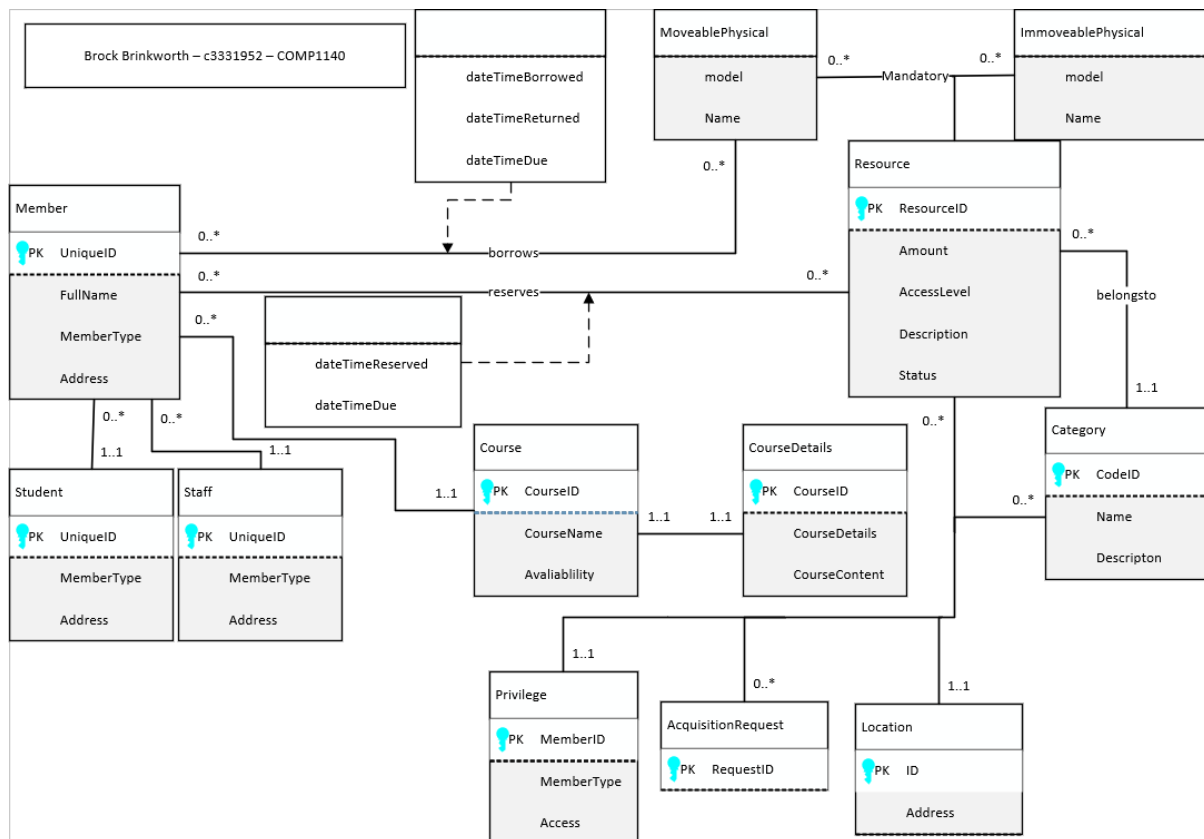 Brock Brinkworth – c3331952 – COMP1140
dateTimeBorrowed
dateTimeReturned
dateTimeDue
MoveablePhysical
model
Name
0..*
Mandatory
0..*
ImmoveablePhysical
model
Name
0..*
Resource
PK ResourceID
Amount
AccessLevel
Description
Status
0..*
0..*
0..*
Member
PK UniqueID
FullName
MemberType
Address
0..*
borrows
0..*
reserves
0..*
0..*
0..*
dateTimeReserved
dateTimeDue
belongsto
1..1
1..1
1..1
Student
PK UniqueID
MemberType
Address
Staff
PK UniqueID
MemberType
Address
1..1
Course
PK CourseID
CourseName
Avaliablility
1..1
1..1
CourseDetails
PK CourseID
CourseDetails
CourseContent
Category
PK CodeID
Name
Descripton
0..*
1..1
0..*
1..1
Privilege
PK MemberID
MemberType
Access
AcquisitionRequest
PK RequestID
Location
PK ID
Address